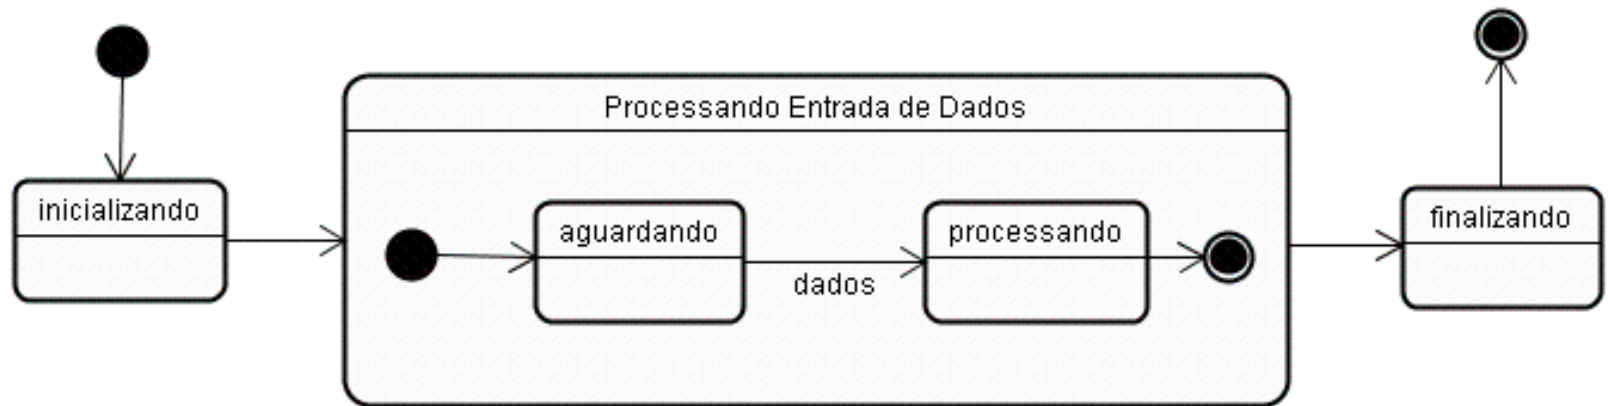 Processando Entrada de Dados
inicializando
aguardando
dados
processando
finalizando